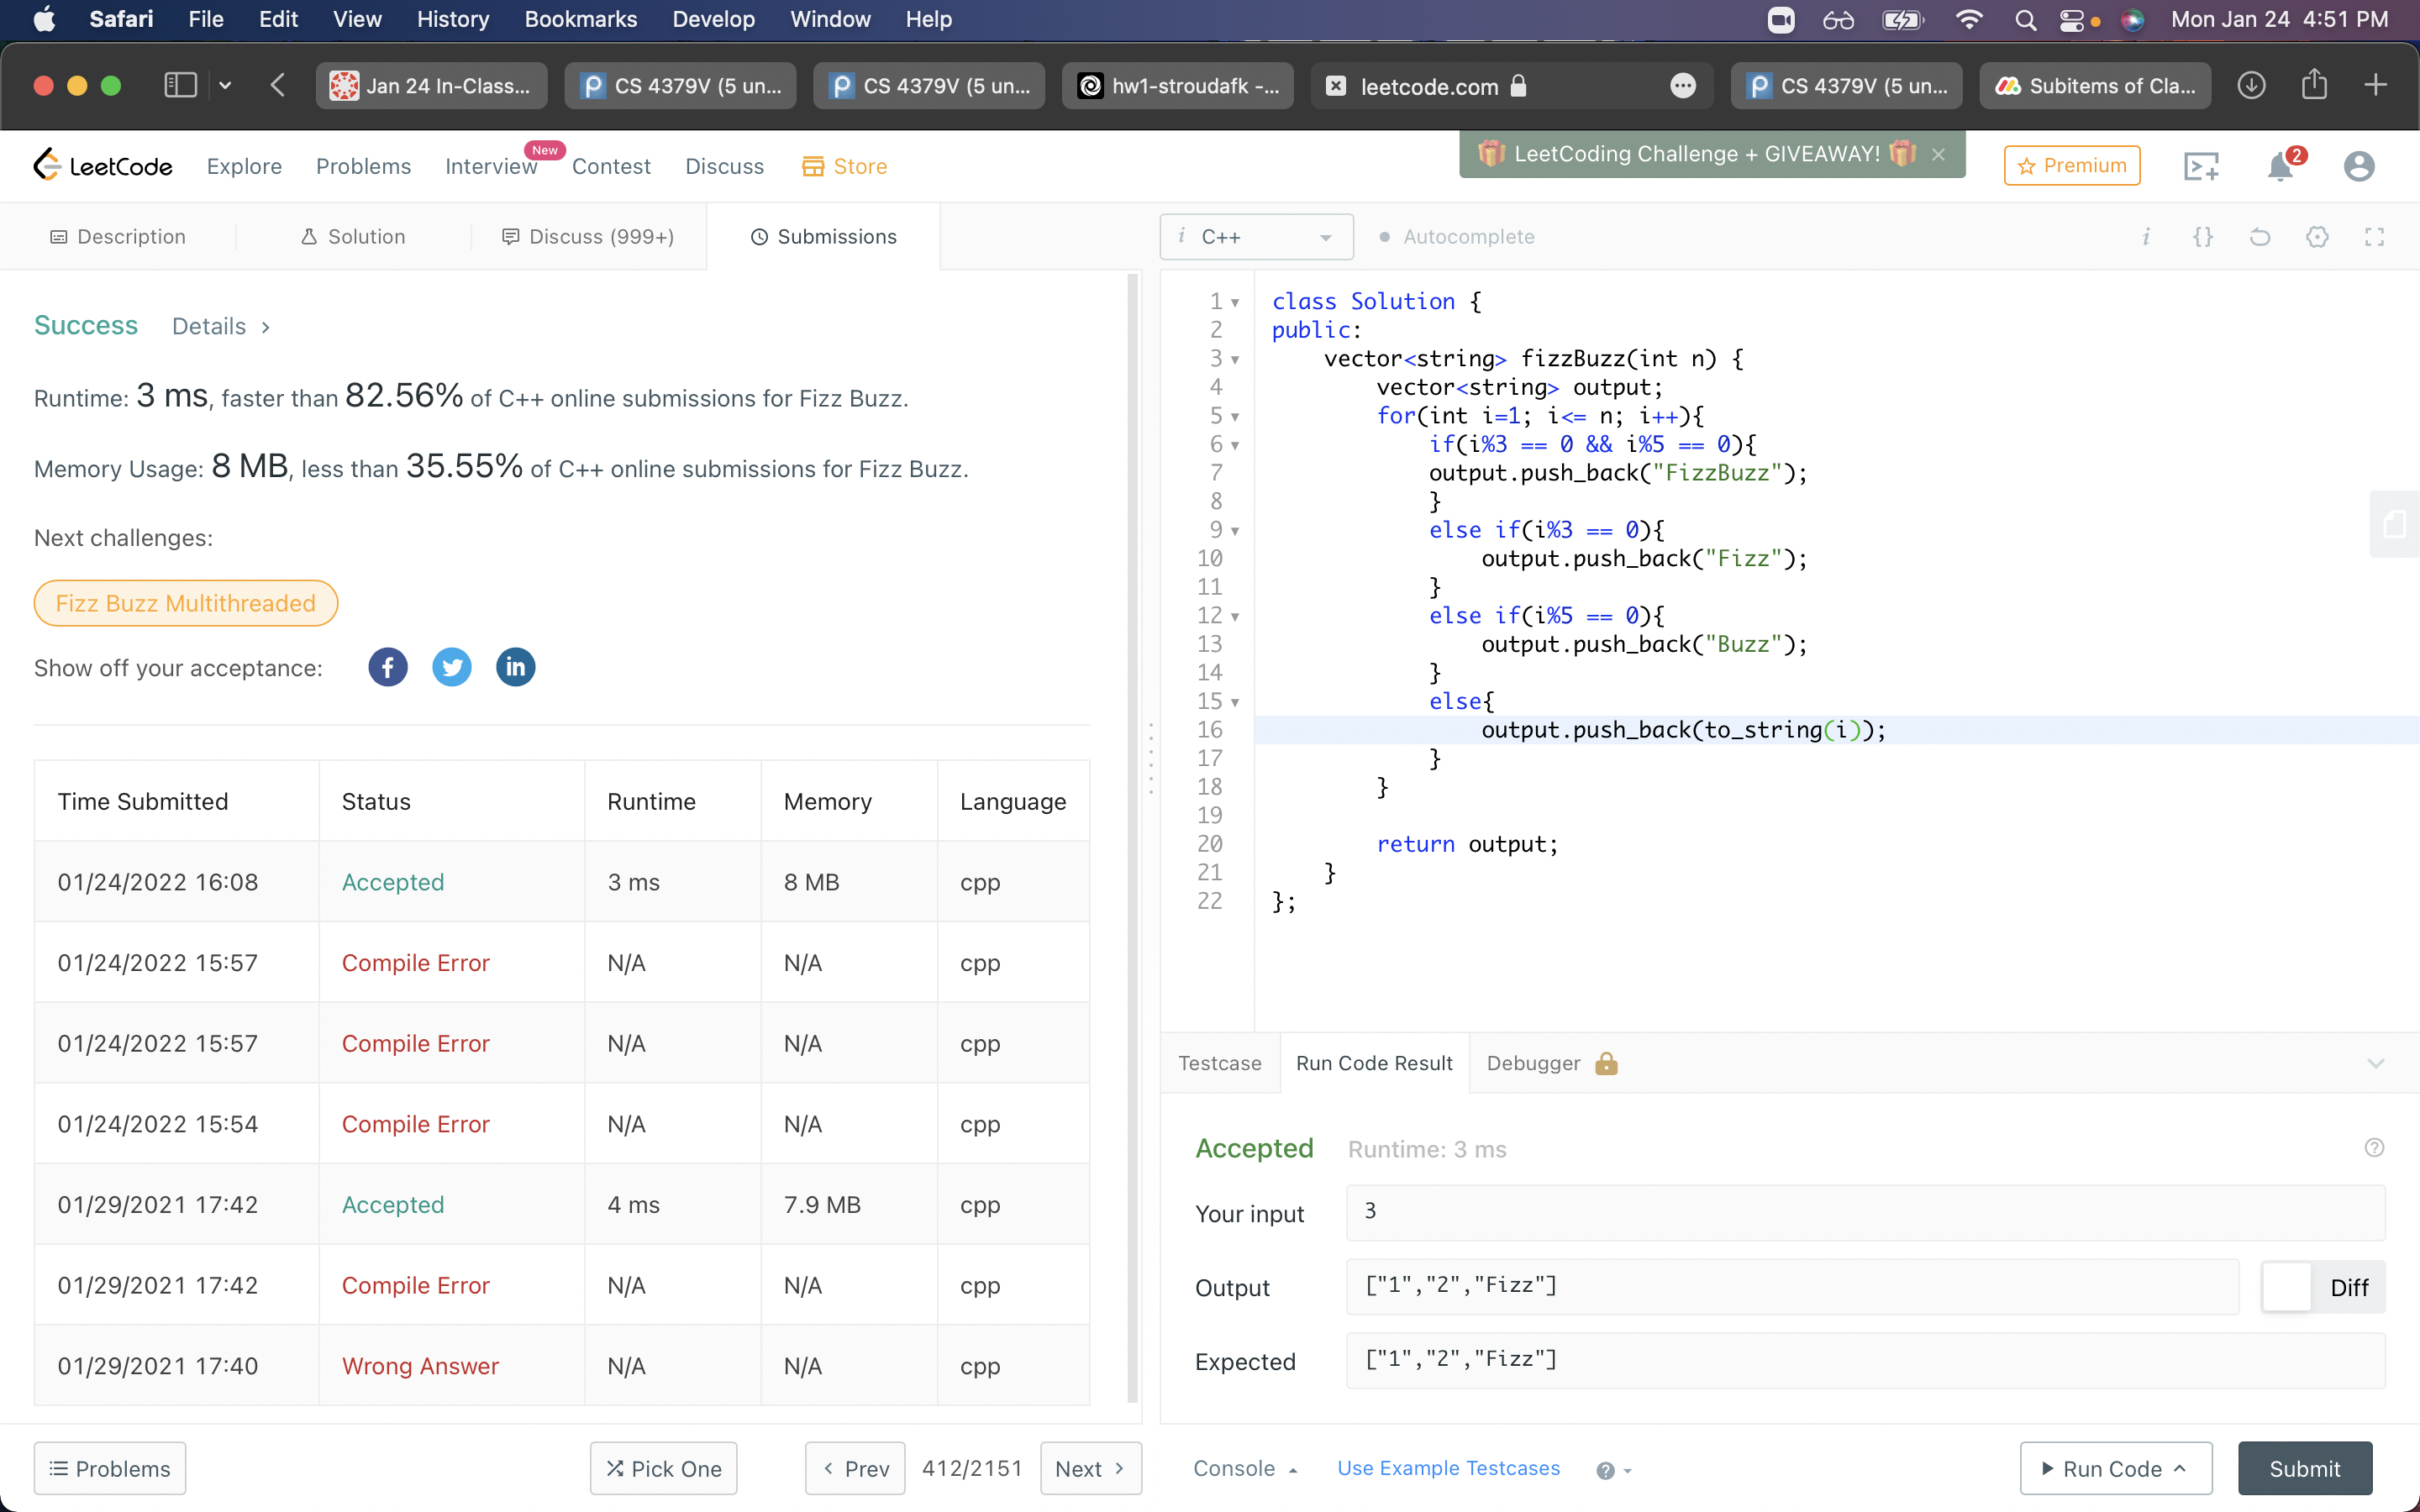 Safari File Edit View History Bookmarks Develop Window Help Mon Jan 24 4:51 PM
Jan 24 In-Class... CS 4379V (5 un... CS 4379V (5 un... hw1-stroudafk -... leetcode.com CS 4379V (5 un... Subitems of Cla...
LeetCode Explore Problems Interview New Contest Discuss Store LeetCoding Challenge + GIVEAWAY! Premium 2
Description Solution Discuss (999+) Submissions
Success Details
Runtime: 3 ms, faster than 82.56% of C++ online submissions for Fizz Buzz.
Memory Usage: 8 MB, less than 35.55% of C++ online submissions for Fizz Buzz.
Next challenges:
Fizz Buzz Multithreaded
Show off your acceptance:
Time Submitted Status Runtime Memory Language
01/24/2022 16:08 Accepted 3 ms 8 MB cpp
01/24/2022 15:57 Compile Error N/A N/A cpp
01/24/2022 15:57 Compile Error N/A N/A cpp
01/24/2022 15:54 Compile Error N/A N/A cpp
01/29/2021 17:42 Accepted 4 ms 7.9 MB cpp
01/29/2021 17:42 Compile Error N/A N/A cpp
01/29/2021 17:40 Wrong Answer N/A N/A cpp
Problems Pick One Prev 412/2151 Next
i C++ Autocomplete i {}
1 class Solution {
2 public:
3     vector<string> fizzBuzz(int n) {
4         vector<string> output;
5         for(int i=1; i<= n; i++){
6             if(i%3 == 0 && i%5 == 0){
7             output.push_back("FizzBuzz");
8             }
9             else if(i%3 == 0){
10                 output.push_back("Fizz");
11             }
12             else if(i%5 == 0){
13                 output.push_back("Buzz");
14             }
15             else{
16                 output.push_back(to_string(i));
17             }
18         }
19
20         return output;
21     }
22 };
Testcase Run Code Result Debugger
Accepted Runtime: 3 ms
Your input 3
Output ["1","2","Fizz"] Diff
Expected ["1","2","Fizz"]
Console Use Example Testcases Run Code Submit